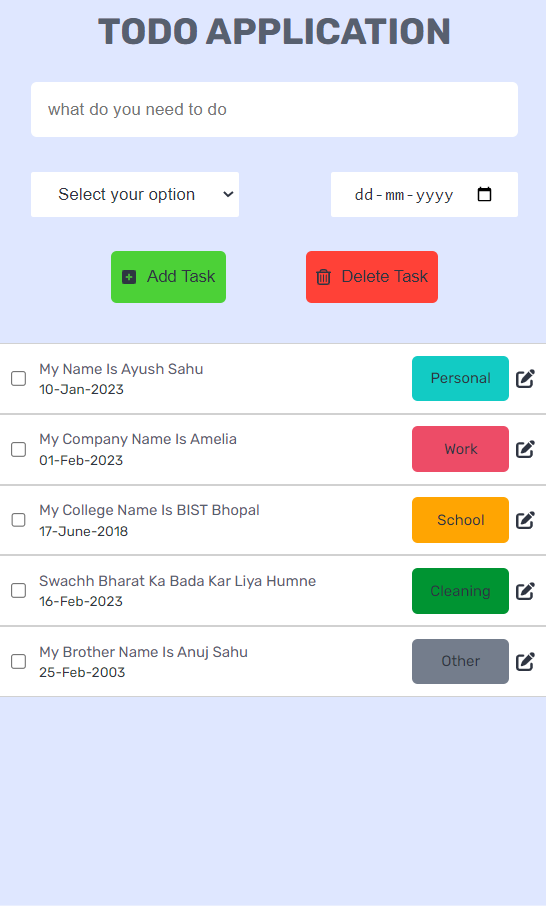 TODO APPLICATION
what do you need to do
Select your option
dd-mm-yyyy
Add Task
Delete Task
My Name Is Ayush Sahu
10-Jan-2023
Personal
My Company Name Is Amelia
01-Feb-2023
Work
My College Name Is BIST Bhopal
17-June-2018
School
Swachh Bharat Ka Bada Kar Liya Humne
16-Feb-2023
Cleaning
My Brother Name Is Anuj Sahu
25-Feb-2003
Other